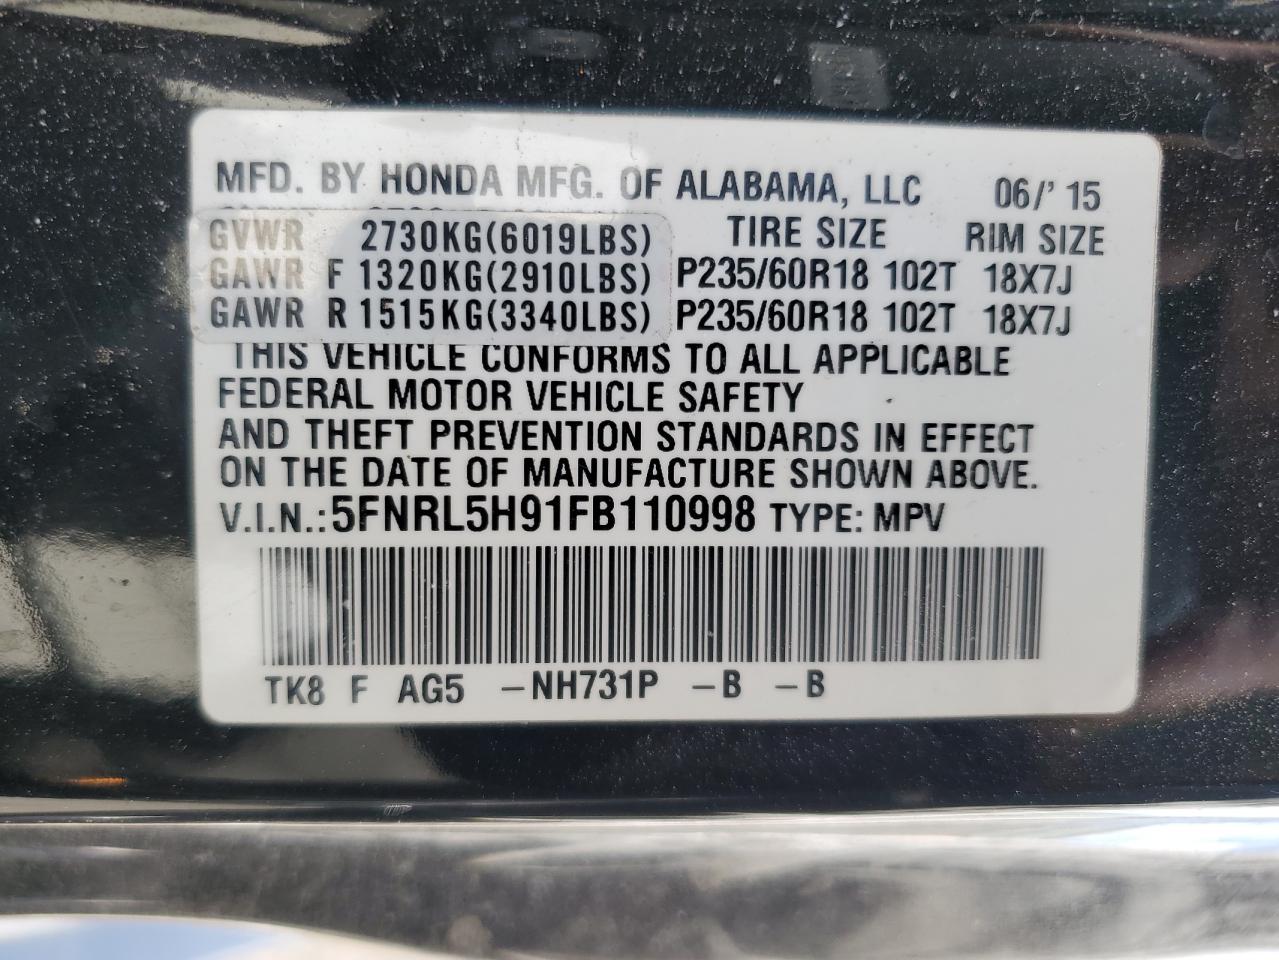 MFD. BY HONDA MFG. OF ALABAMA, LLC 06/' 15
GVWR 2730KG(6019LBS) TIRE SIZE RIM SIZE
GAWR F 1320KG(2910LBS) P235/60R18 102T 18X7J
GAWR R 1515KG(3340LBS) P235/60R18 102T 18X7J
THIS VEHICLE CONFORMS TO ALL APPLICABLE
FEDERAL MOTOR VEHICLE SAFETY
AND THEFT PREVENTION STANDARDS IN EFFECT
ON THE DATE OF MANUFACTURE SHOWN ABOVE.
V.I.N.: 5FNRL5H91FB110998 TYPE: MPV
TK8 F AG5 -NH731P -B -B